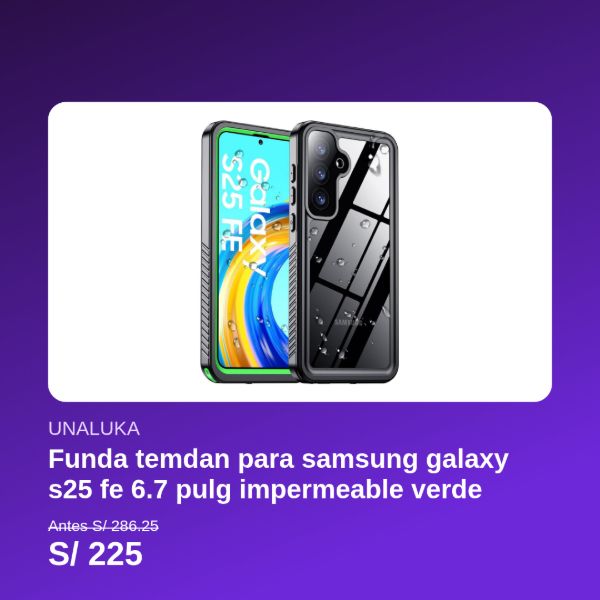 Galaxy
S25 FE
SAMSUNG
UNALUKA
Funda temdan para samsung galaxy
s25 fe 6.7 pulg impermeable verde
Antes S/ 286.25
S/ 225